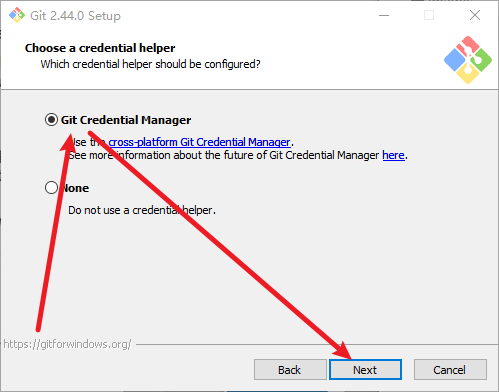 Git 2.44.0 Setup
Choose a credential helper
Which credential helper should be configured?
Git Credential Manager
Use the cross-platform Git Credential Manager.
See more information about the future of Git Credential Manager here.
None
Do not use a credential helper.
https://gitforwindows.org/
Back
Next
Cancel